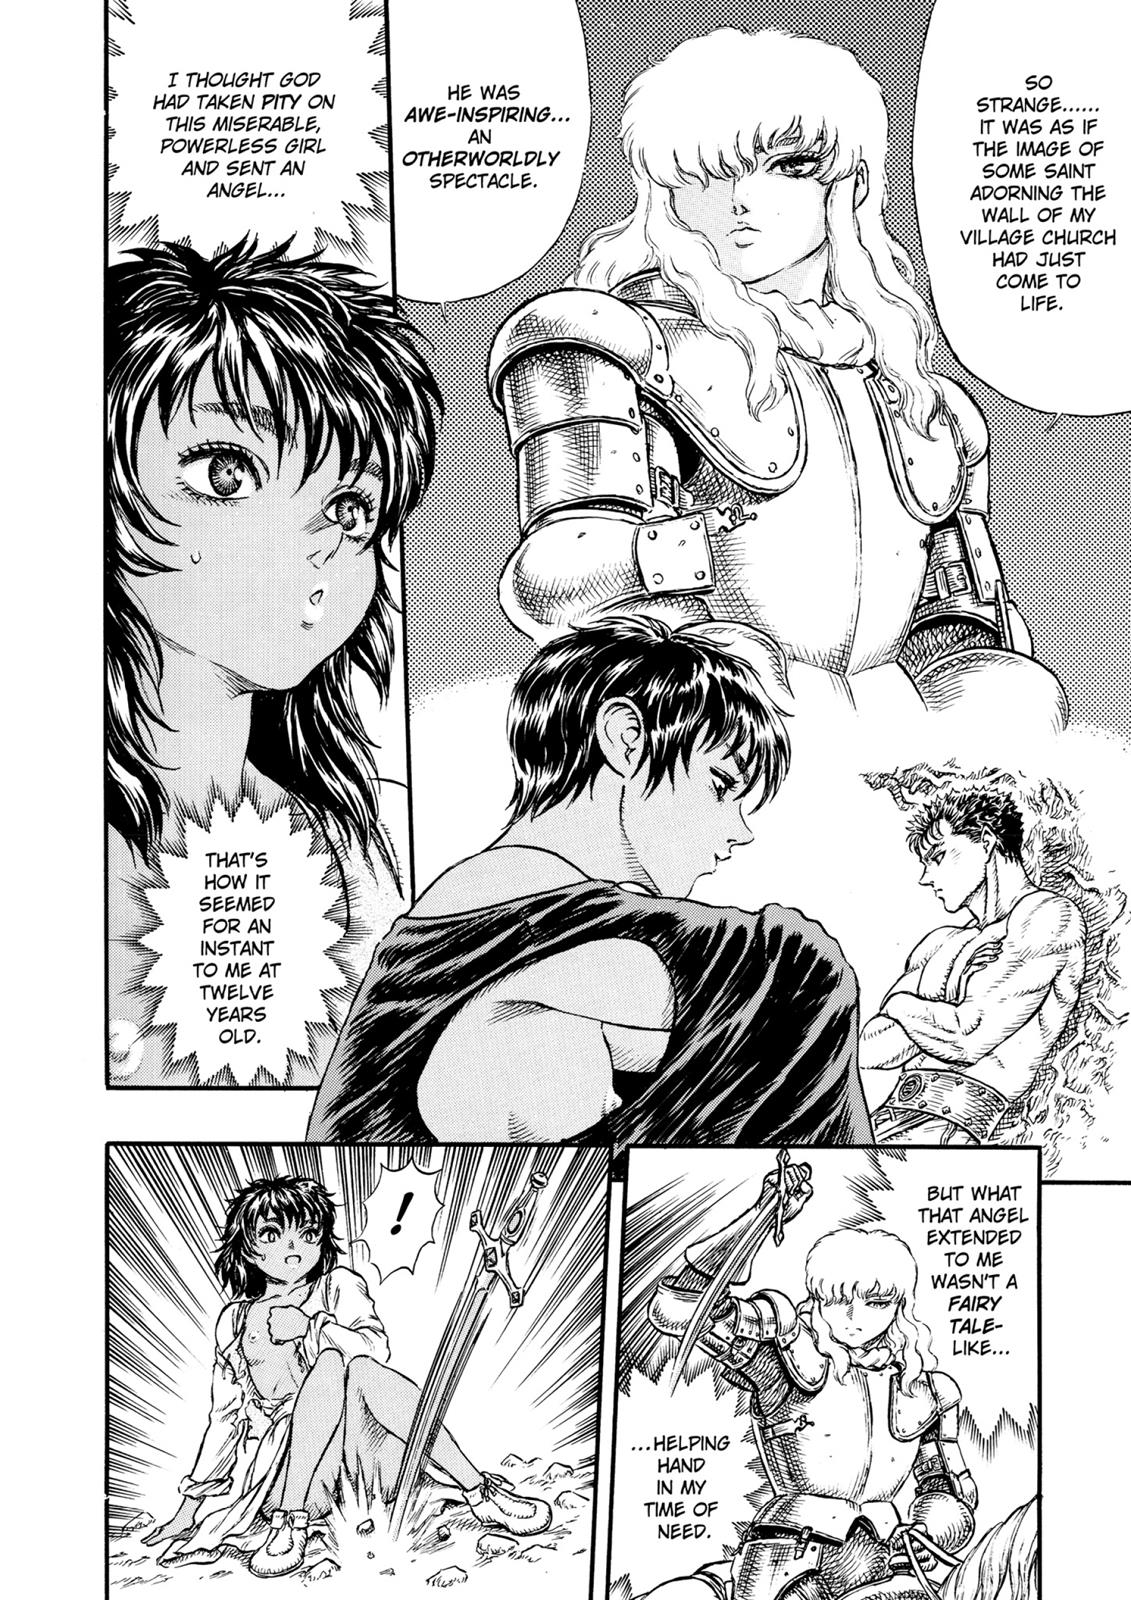 SO
STRANGE......
IT WAS AS IF
THE IMAGE OF
SOME SAINT
ADORNING THE
WALL OF MY
VILLAGE CHURCH
HAD JUST
COME TO
LIFE.
HE WAS
AWE-INSPIRING...
AN
OTHERWORLDLY
SPECTACLE.
I THOUGHT GOD
HAD TAKEN PITY ON
THIS MISERABLE,
POWERLESS GIRL
AND SENT AN
ANGEL...
THAT'S
HOW IT
SEEMED
FOR AN
INSTANT
TO ME AT
TWELVE
YEARS
OLD.
BUT WHAT
THAT ANGEL
EXTENDED
TO ME
WASN'T A
FAIRY
TALE-
LIKE...
...HELPING
HAND
IN MY
TIME OF
NEED.
!